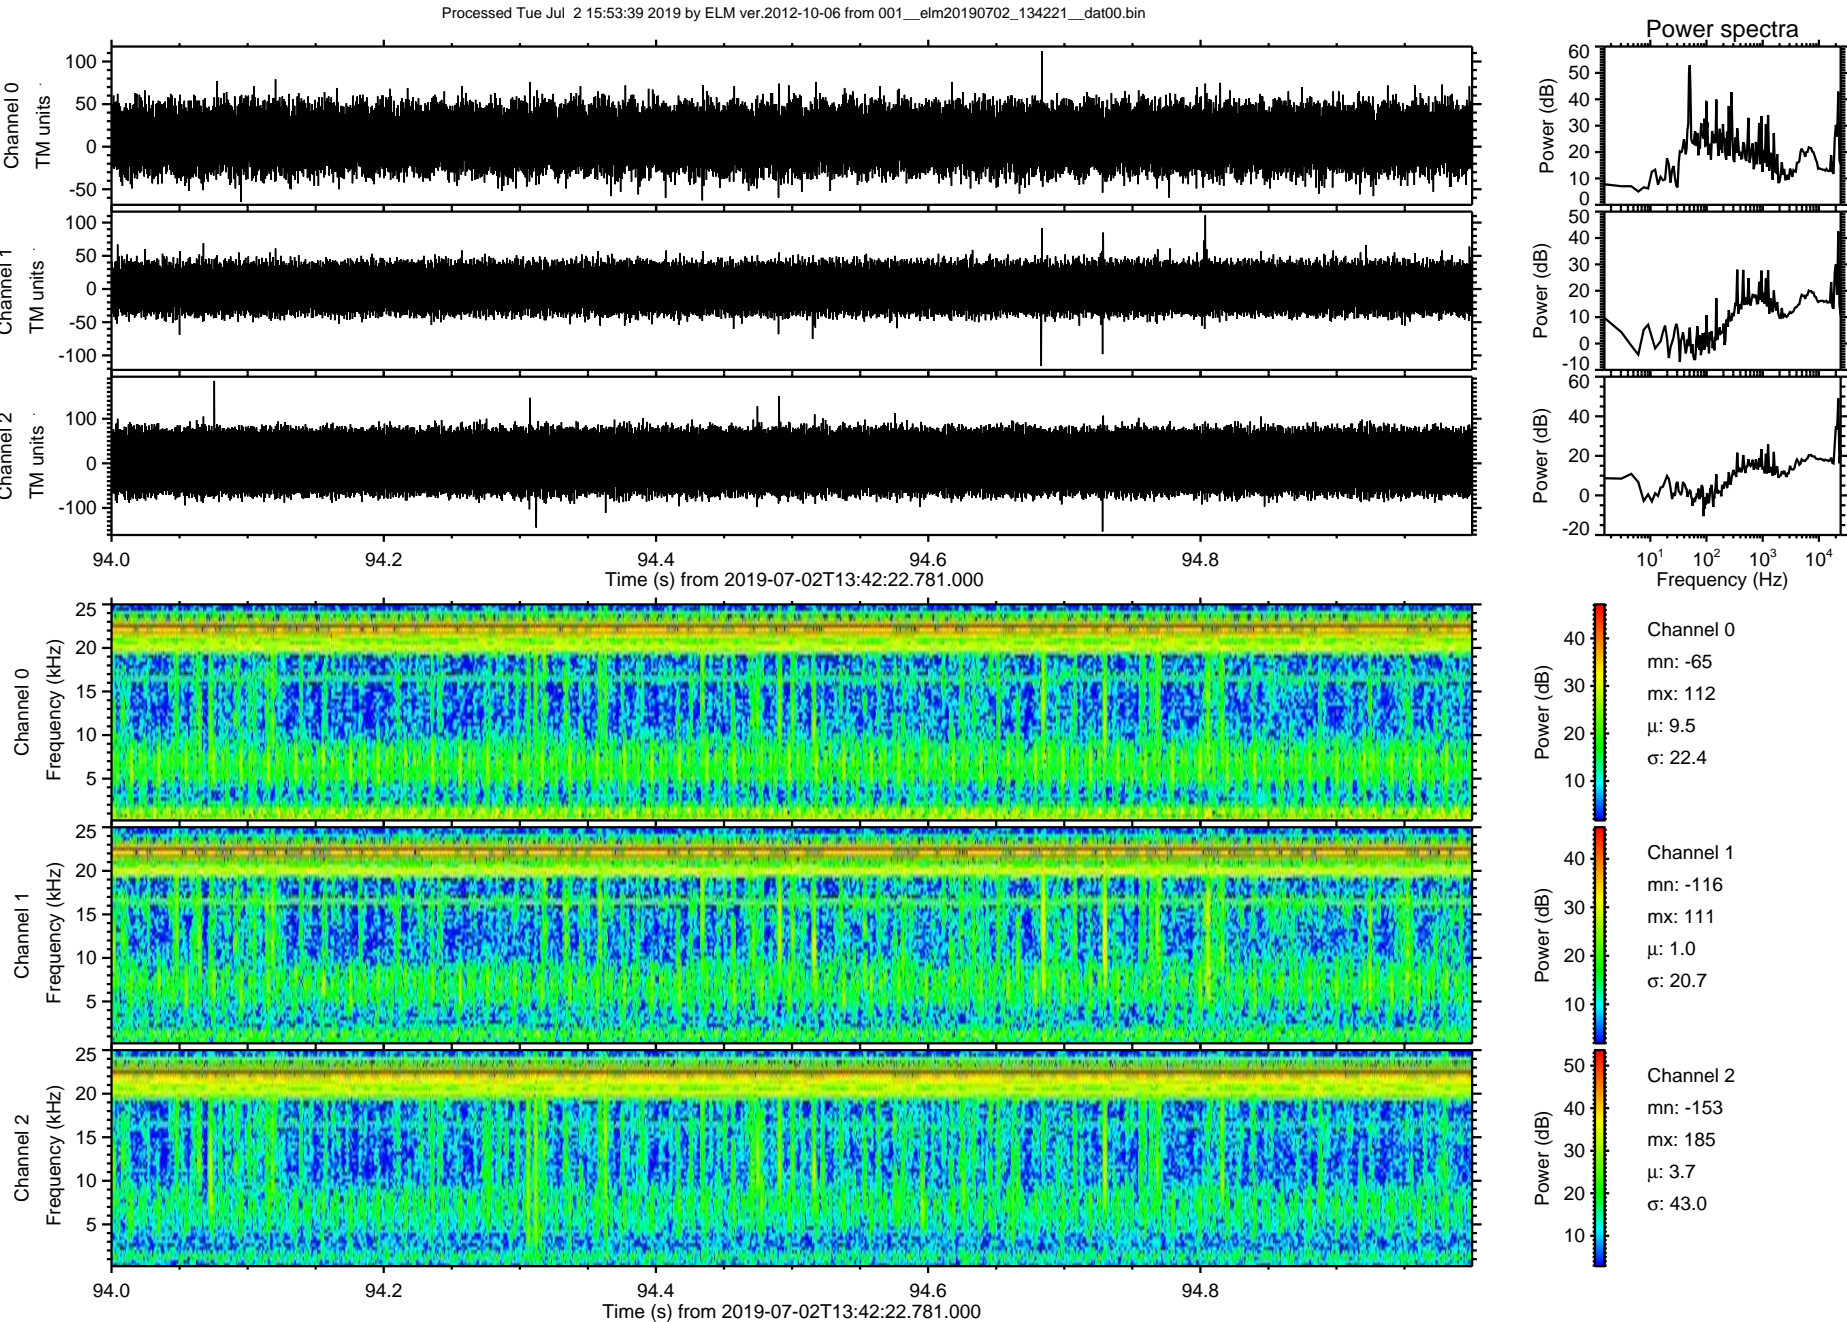 Processed Tue Jul  2 15:53:39 2019 by ELM ver.2012-10-06 from 001__elm20190702_134221__dat00.bin
Power spectra
Channel 0
TM units
100
50
0
-50
Power (dB)
60
50
40
30
20
10
0
Channel 1
TM units
100
50
0
-50
-100
Power (dB)
50
40
30
20
10
0
-10
Channel 2
TM units
100
0
-100
Power (dB)
60
40
20
0
-20
94.0 94.2 94.4 94.6 94.8
Time (s) from 2019-07-02T13:42:22.781.000
10^1 10^2 10^3 10^4
Frequency (Hz)
Channel 0
Frequency (kHz)
25
20
15
10
5
Power (dB)
40
30
20
10
Channel 0
mn: -65
mx: 112
μ: 9.5
σ: 22.4
Channel 1
Frequency (kHz)
25
20
15
10
5
Power (dB)
40
30
20
10
Channel 1
mn: -116
mx: 111
μ: 1.0
σ: 20.7
Channel 2
Frequency (kHz)
25
20
15
10
5
Power (dB)
50
40
30
20
10
Channel 2
mn: -153
mx: 185
μ: 3.7
σ: 43.0
94.0 94.2 94.4 94.6 94.8
Time (s) from 2019-07-02T13:42:22.781.000